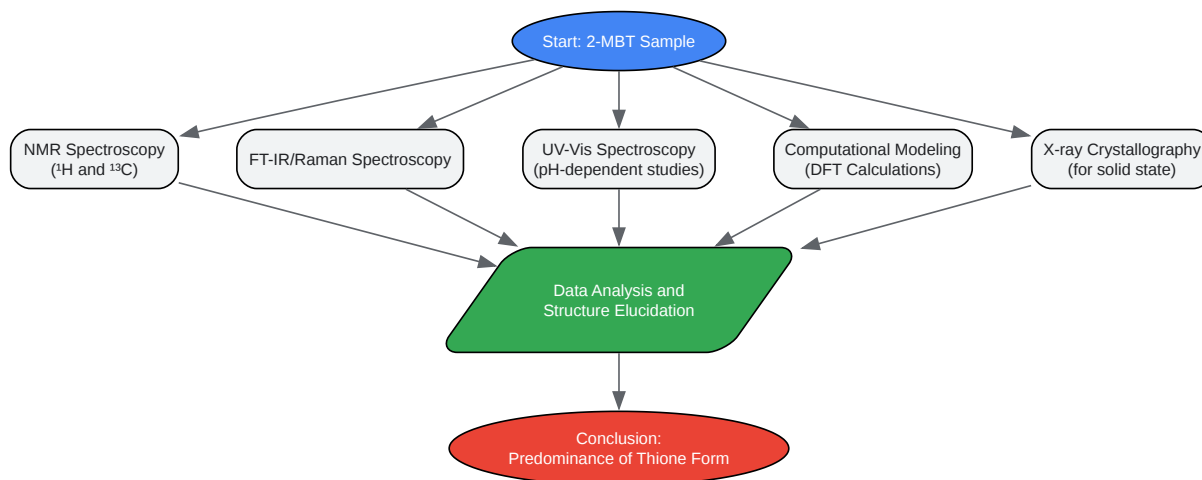 Start: 2-MBT Sample
NMR Spectroscopy
(¹H and ¹³C)
FT-IR/Raman Spectroscopy
UV-Vis Spectroscopy
(pH-dependent studies)
Computational Modeling
(DFT Calculations)
X-ray Crystallography
(for solid state)
Data Analysis and
Structure Elucidation
Conclusion:
Predominance of Thione Form